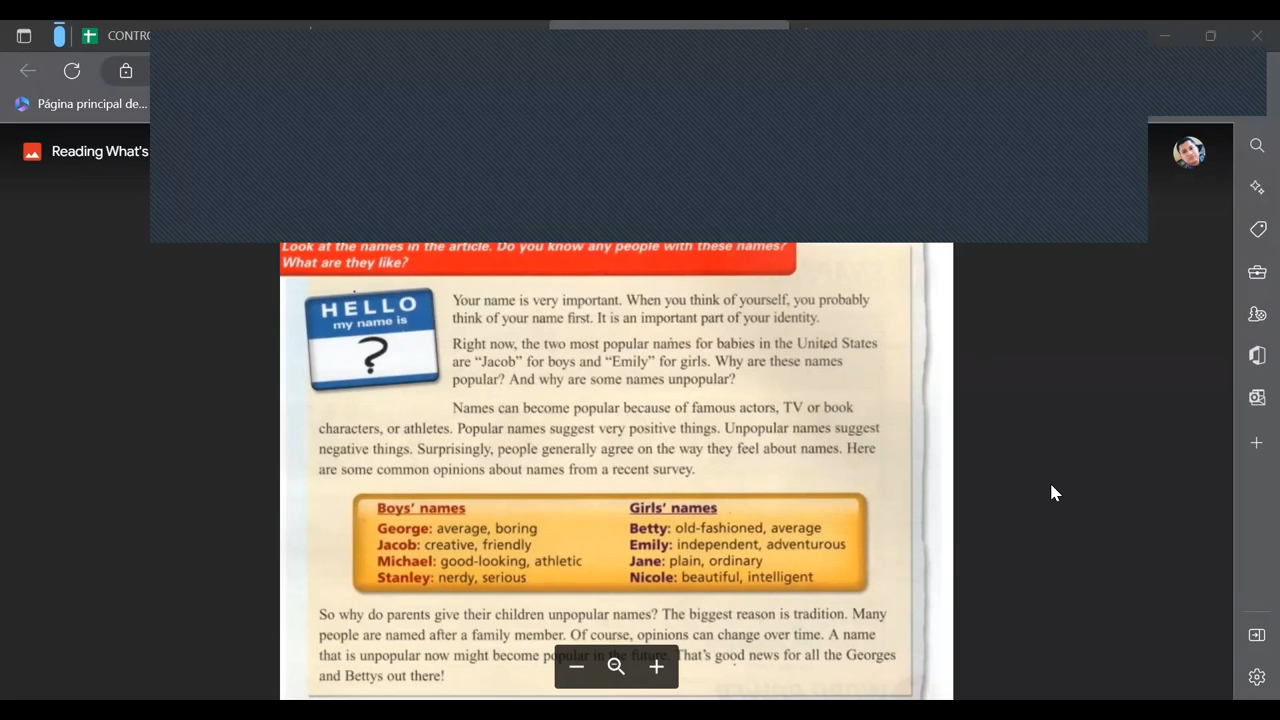 CONTRO
Página principal de...
Reading What's
Look at the names in the article. Do you know any people with these names?
What are they like?
HELLO
my name is
?
Your name is very important. When you think of yourself, you probably
think of your name first. It is an important part of your identity.
Right now, the two most popular names for babies in the United States
are “Jacob” for boys and “Emily” for girls. Why are these names
popular? And why are some names unpopular?
Names can become popular because of famous actors, TV or book
characters, or athletes. Popular names suggest very positive things. Unpopular names suggest
negative things. Surprisingly, people generally agree on the way they feel about names. Here
are some common opinions about names from a recent survey.
Boys’ names
George: average, boring
Jacob: creative, friendly
Michael: good-looking, athletic
Stanley: nerdy, serious
Girls’ names
Betty: old-fashioned, average
Emily: independent, adventurous
Jane: plain, ordinary
Nicole: beautiful, intelligent
So why do parents give their children unpopular names? The biggest reason is tradition. Many
people are named after a family member. Of course, opinions can change over time. A name
that is unpopular now might become popular in the future. That’s good news for all the Georges
and Bettys out there!